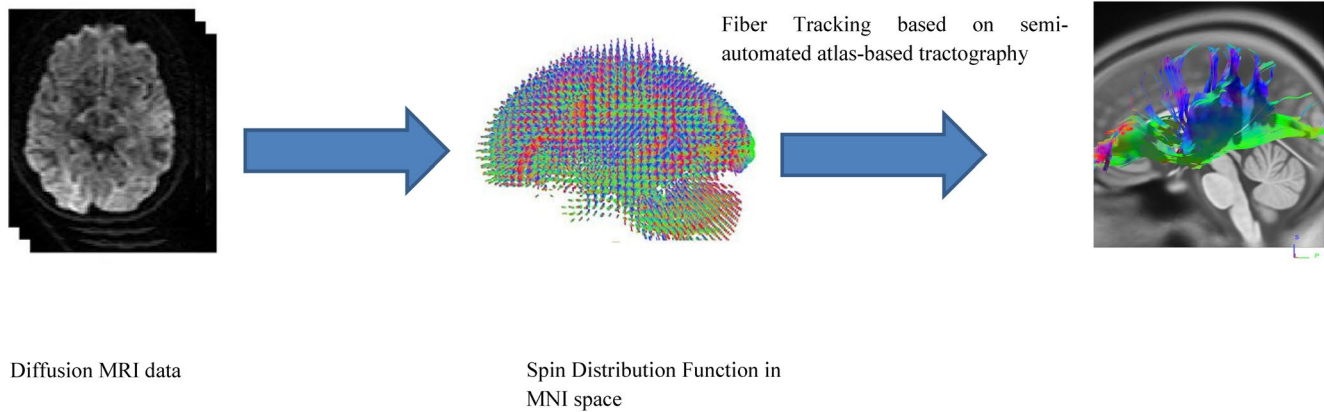 Fiber Tracking based on semi-
automated atlas-based tractography
S
P
Diffusion MRI data
Spin Distribution Function in
MNI space